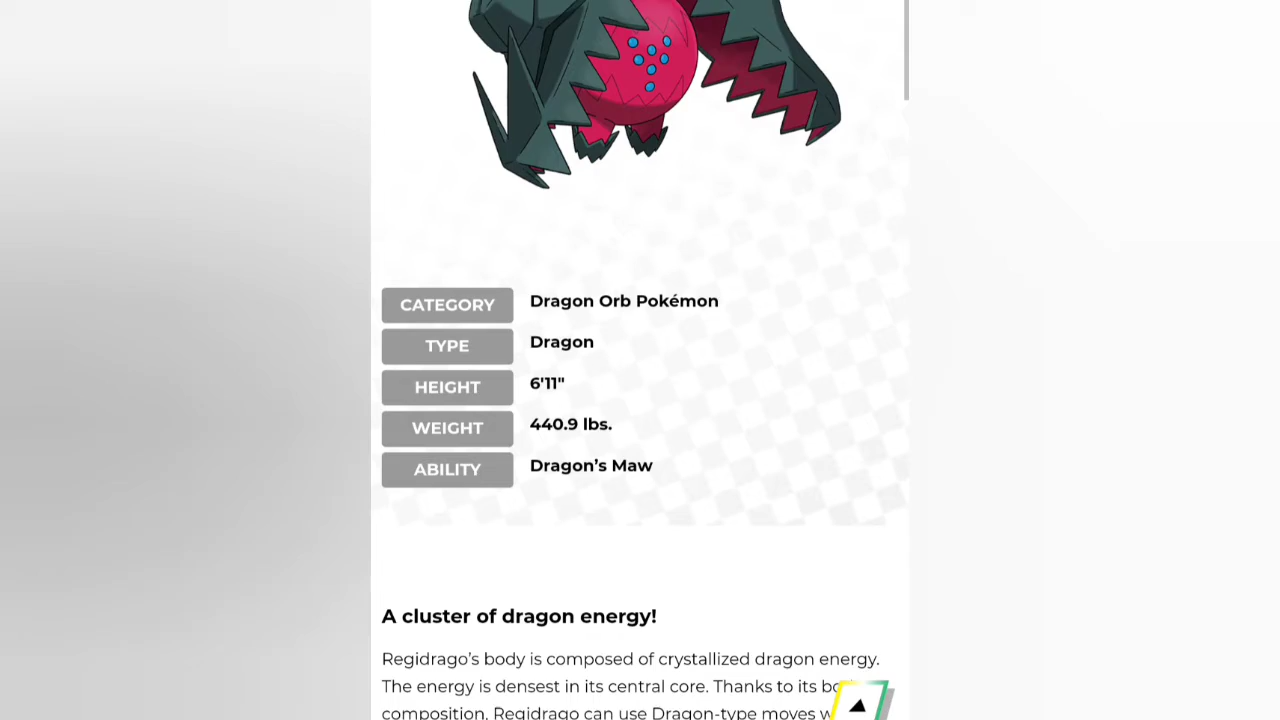 CATEGORY Dragon Orb Pokémon
TYPE Dragon
HEIGHT 6'11"
WEIGHT 440.9 lbs.
ABILITY Dragon’s Maw
A cluster of dragon energy!
Regidrago’s body is composed of crystallized dragon energy.
The energy is densest in its central core. Thanks to its
composition, Regidrago can use Dragon-type moves